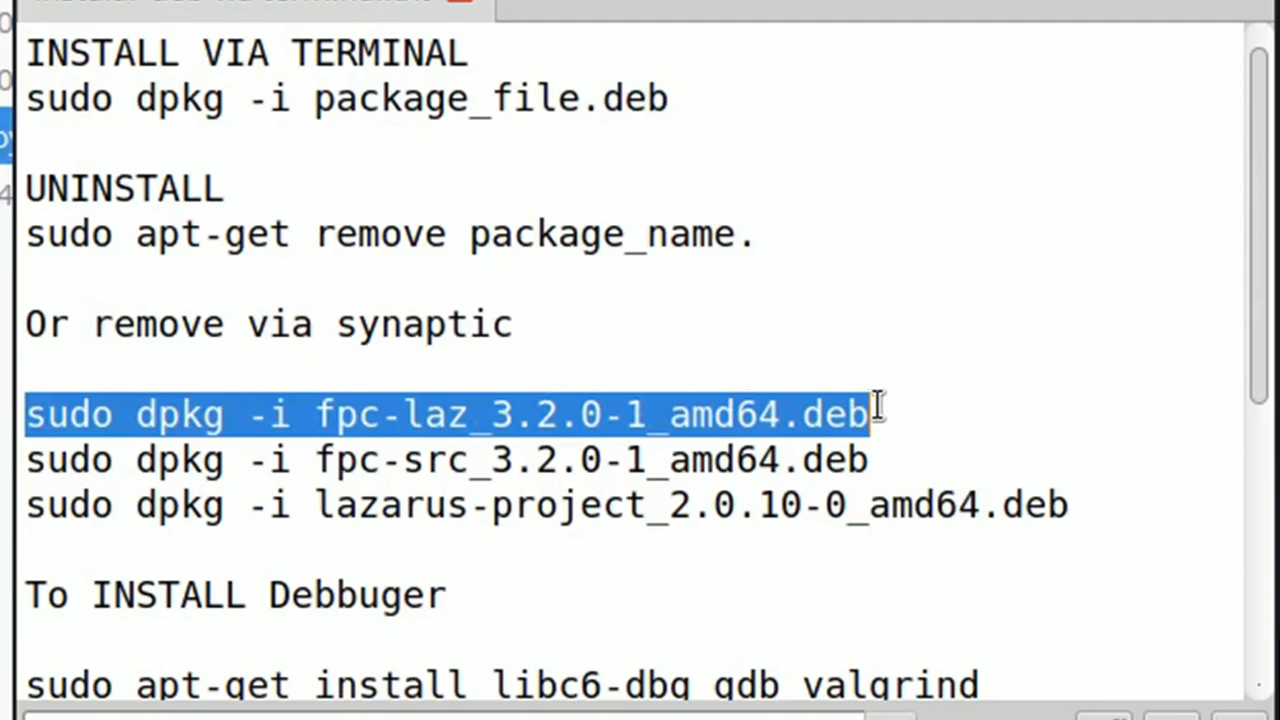 INSTALL VIA TERMINAL
sudo dpkg -i package_file.deb
UNINSTALL
sudo apt-get remove package_name.
Or remove via synaptic
sudo dpkg -i fpc-laz_3.2.0-1_amd64.deb
sudo dpkg -i fpc-src_3.2.0-1_amd64.deb
sudo dpkg -i lazarus-project_2.0.10-0_amd64.deb
To INSTALL Debbuger
sudo apt-get install libc6-dbg gdb valgrind